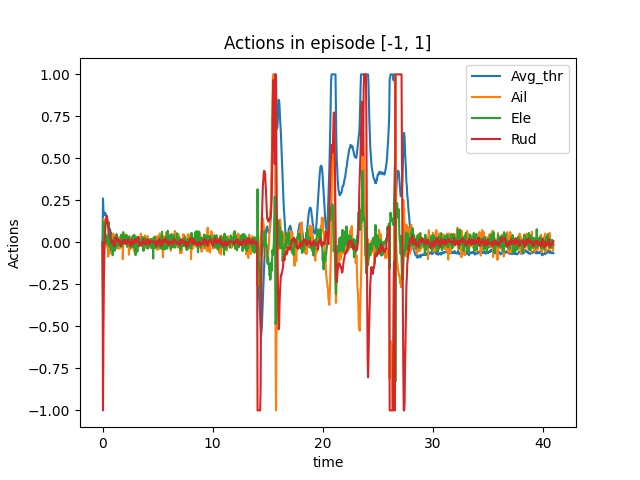 Actions in episode [-1, 1]
Avg_thr
Ail
Ele
Rud
1.00
0.75
0.50
0.25
0.00
−0.25
−0.50
−0.75
−1.00
Actions
0 10 20 30 40
time